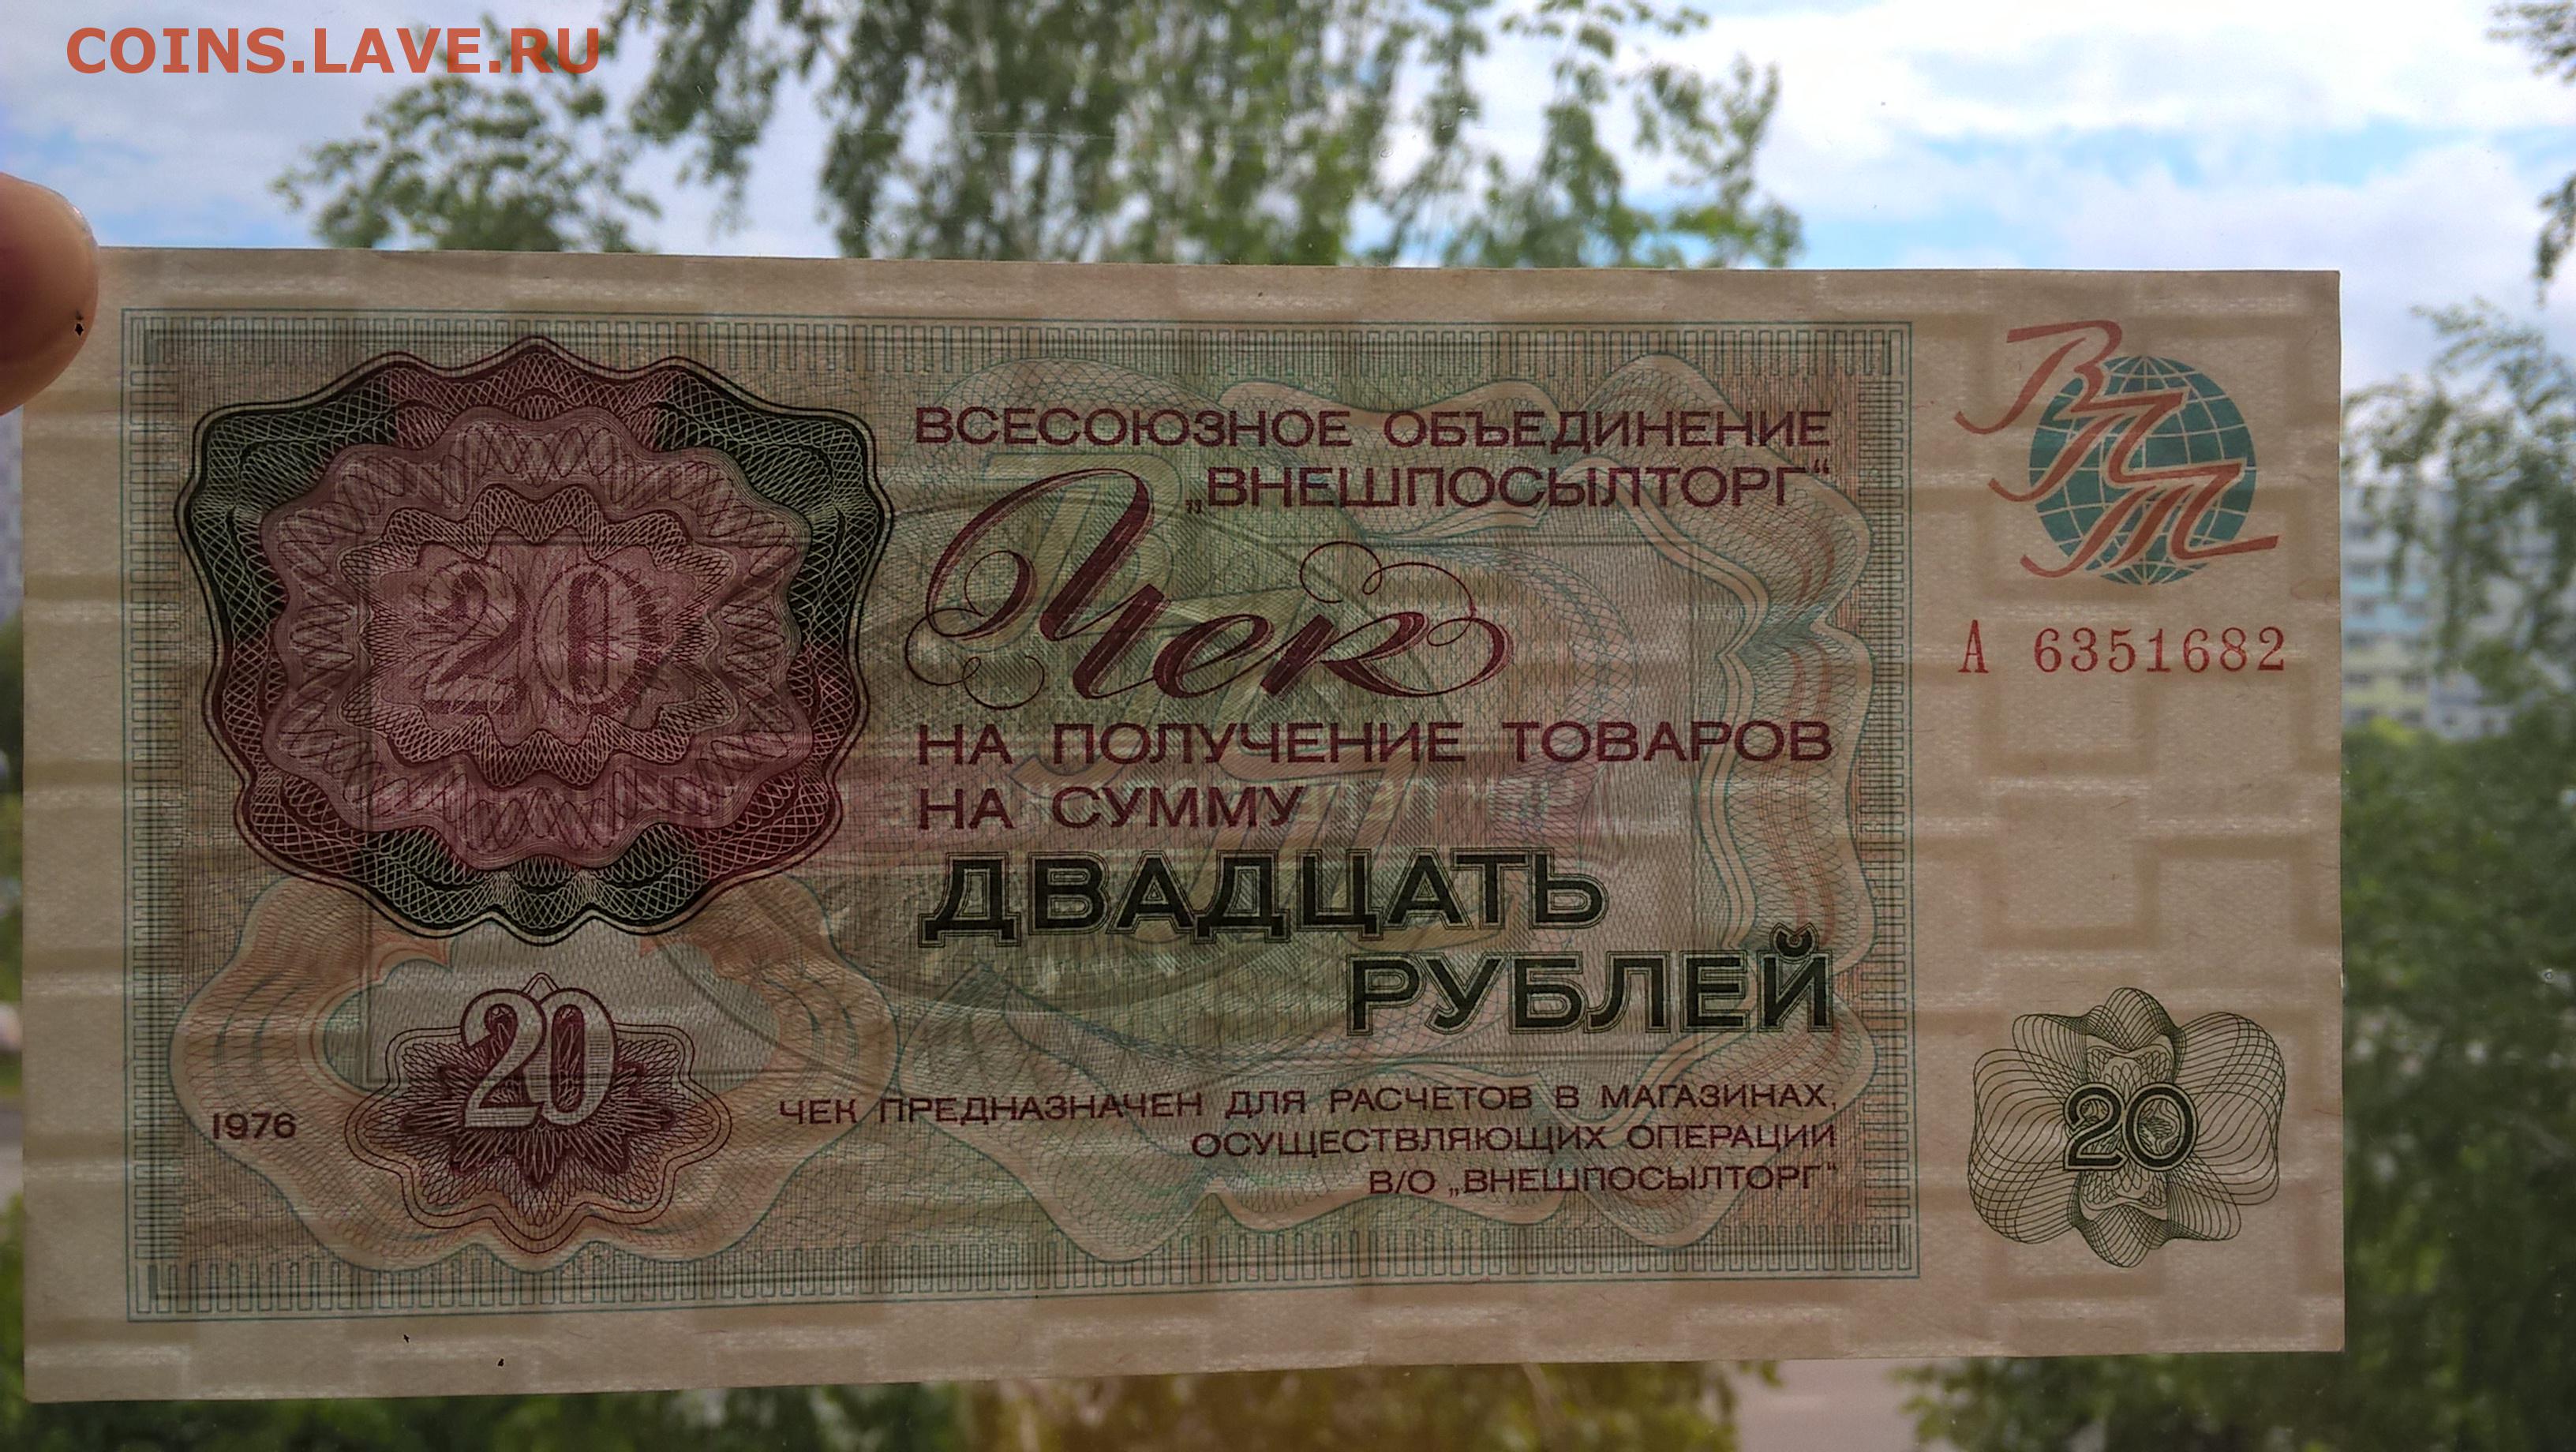 COINS.LAVE.RU
ВСЕСОЮЗНОЕ ОБЪЕДИНЕНИЕ
„ВНЕШПОСЫЛТОРГ“
ВПТ
Чек
А 6351682
20
НА ПОЛУЧЕНИЕ ТОВАРОВ
НА СУММУ
ДВАДЦАТЬ
РУБЛЕЙ
20
1976
ЧЕК ПРЕДНАЗНАЧЕН ДЛЯ РАСЧЕТОВ В МАГАЗИНАХ,
ОСУЩЕСТВЛЯЮЩИХ ОПЕРАЦИИ
В/О „ВНЕШПОСЫЛТОРГ“
20